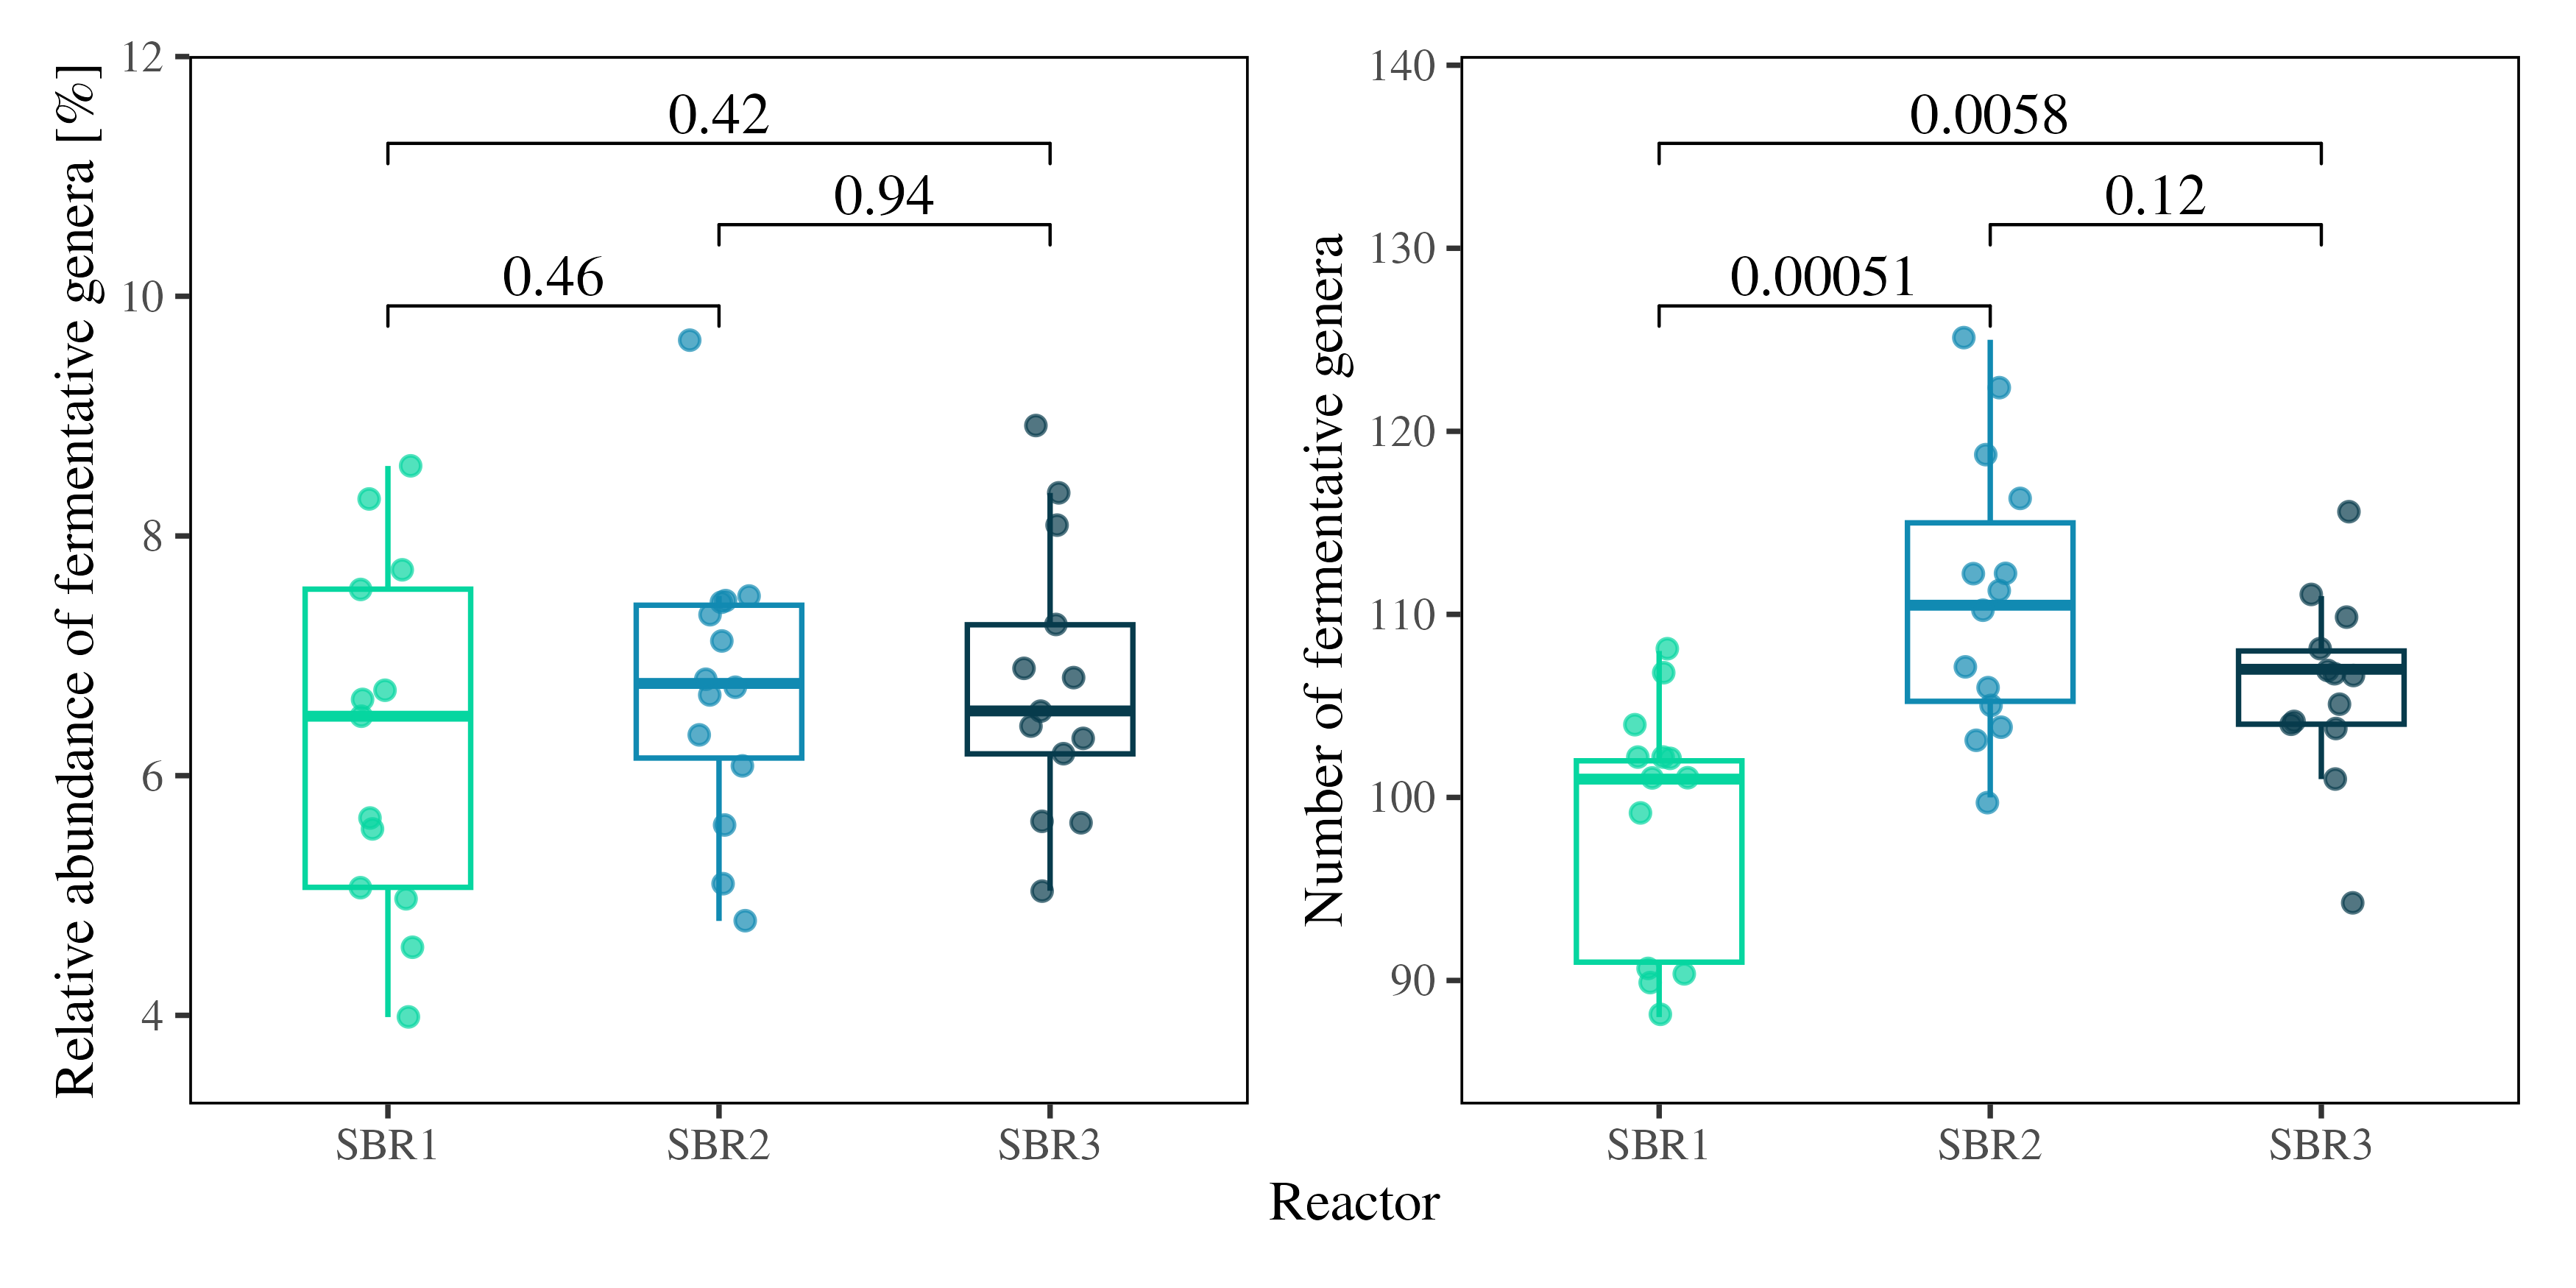 Relative abundance of fermentative genera [%]
12
10
8
6
4
0.42
0.94
0.46
SBR1
SBR2
SBR3
Number of fermentative genera
140
130
120
110
100
90
0.0058
0.12
0.00051
SBR1
SBR2
SBR3
Reactor